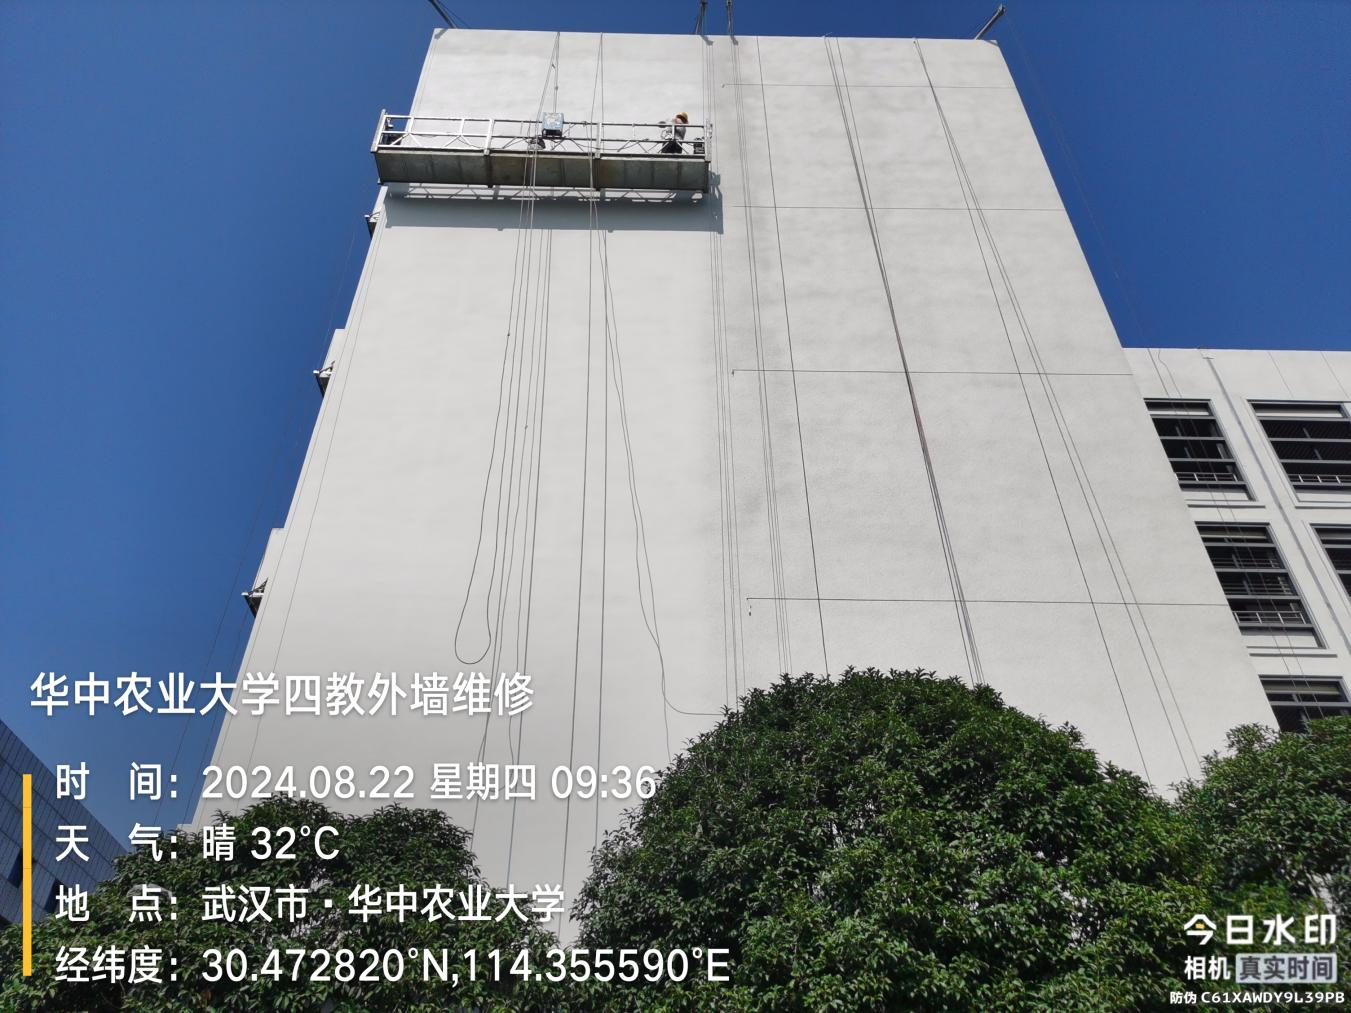 华中农业大学四教外墙维修
时 间：2024.08.22 星期四 09:36
天 气：晴 32°C
地 点：武汉市·华中农业大学
经纬度：30.472820°N,114.355590°E
今日水印
相机 真实时间
防伪 C61XAWDY9L39PB